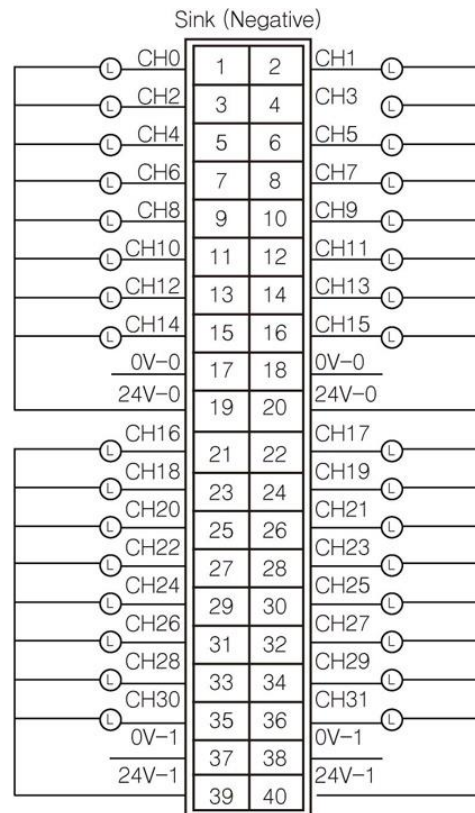 Sink (Negative)
L CH0 1 2 CH1 L
L CH2 3 4 CH3 L
L CH4 5 6 CH5 L
L CH6 7 8 CH7 L
L CH8 9 10 CH9 L
L CH10 11 12 CH11 L
L CH12 13 14 CH13 L
L CH14 15 16 CH15 L
0V-0 17 18 0V-0
24V-0 19 20 24V-0
L CH16 21 22 CH17 L
L CH18 23 24 CH19 L
L CH20 25 26 CH21 L
L CH22 27 28 CH23 L
L CH24 29 30 CH25 L
L CH26 31 32 CH27 L
L CH28 33 34 CH29 L
L CH30 35 36 CH31 L
0V-1 37 38 0V-1
24V-1 39 40 24V-1